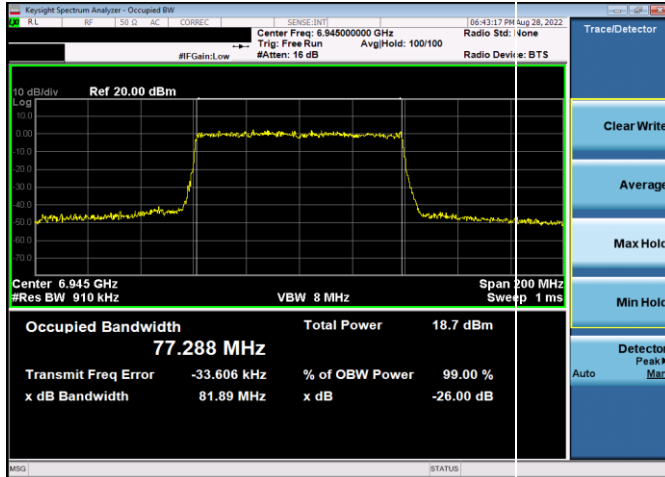 Keysight Spectrum Analyzer - Occupied BW
RL RF 50 Ω AC CORREC SENSE:INT 06:43:17 PM Aug 28, 2022
Center Freq: 6.945000000 GHz Radio Std: None
Trig: Free Run Avg|Hold: 100/100
#IFGain:Low #Atten: 16 dB Radio Device: BTS
Trace/Detector
10 dB/div Ref 20.00 dBm
Log
10.0
0.00
-10.0
-20.0
-30.0
-40.0
-50.0
-60.0
-70.0
Center 6.945 GHz Span 200 MHz
#Res BW 910 kHz VBW 8 MHz Sweep 1 ms
Clear Write
Average
Max Hold
Min Hold
Detector
Peak
Auto Man
Occupied Bandwidth Total Power 18.7 dBm
77.288 MHz
Transmit Freq Error -33.606 kHz % of OBW Power 99.00 %
x dB Bandwidth 81.89 MHz x dB -26.00 dB
MSG STATUS